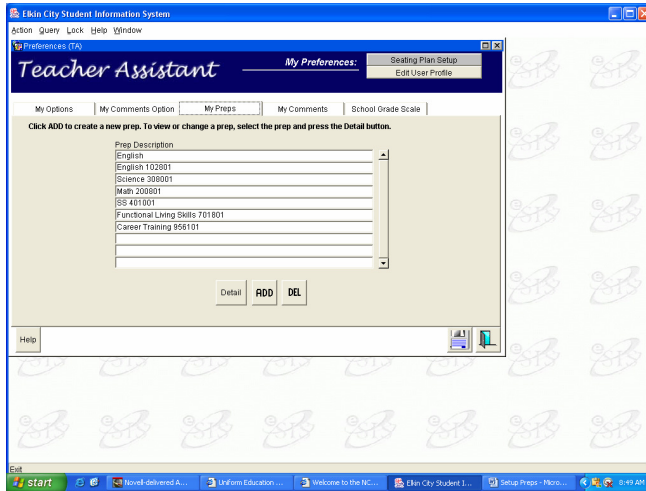 Elkin City Student Information System
Action Query Lock Help Window
Preferences (TA)
Teacher Assistant
My Preferences:
Seating Plan Setup
Edit User Profile
My Options
My Comments Option
My Preps
My Comments
School Grade Scale
Click ADD to create a new prep. To view or change a prep, select the prep and press the Detail button.
Prep Description
English
English 102801
Science 308001
Math 200801
SS 401001
Functional Living Skills 701801
Career Training 956101
Detail
ADD
DEL
Help
Exit
start
Novell-delivered A...
Uniform Education ...
Welcome to the NC...
Elkin City Student I...
Setup Preps - Micro...
8:49 AM